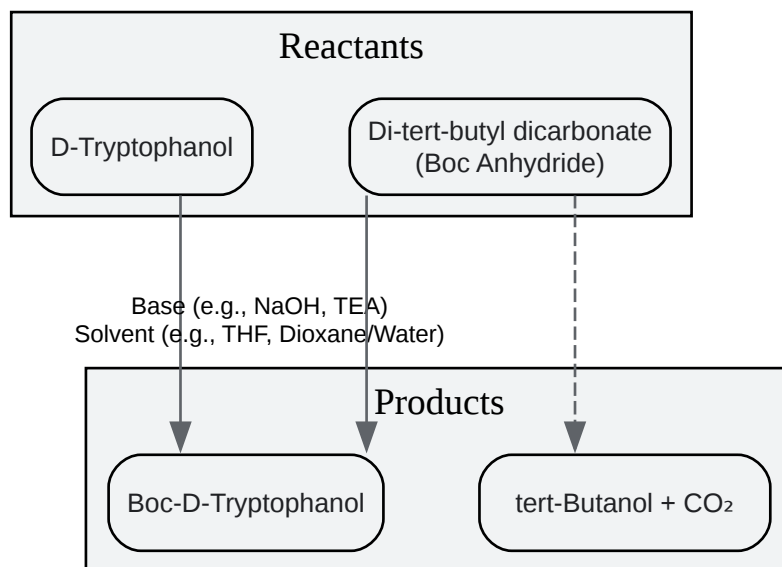 Reactants
D-Tryptophanol
Di-tert-butyl dicarbonate
(Boc Anhydride)
Base (e.g., NaOH, TEA)
Solvent (e.g., THF, Dioxane/Water)
Products
Boc-D-Tryptophanol
tert-Butanol + CO₂